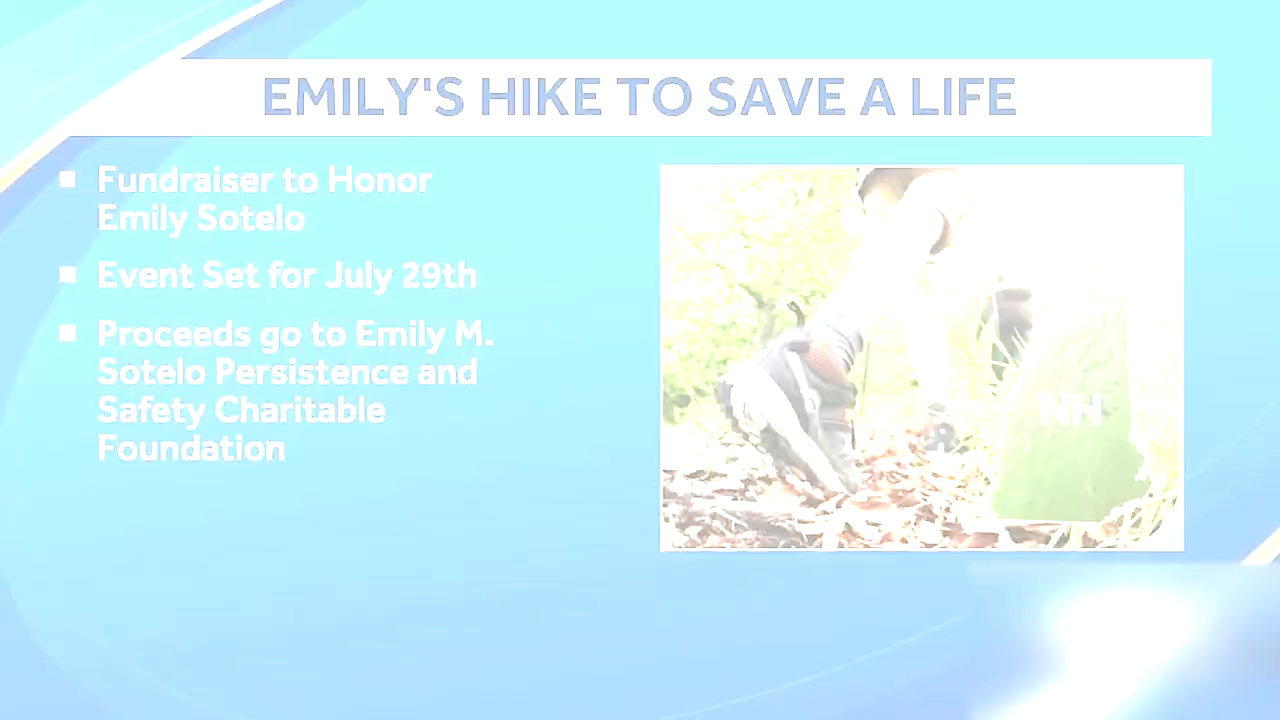 EMILY'S HIKE TO SAVE A LIFE
Fundraiser to Honor
Emily Sotelo
Event Set for July 29th
Proceeds go to Emily M.
Sotelo Persistence and
Safety Charitable
Foundation
NH